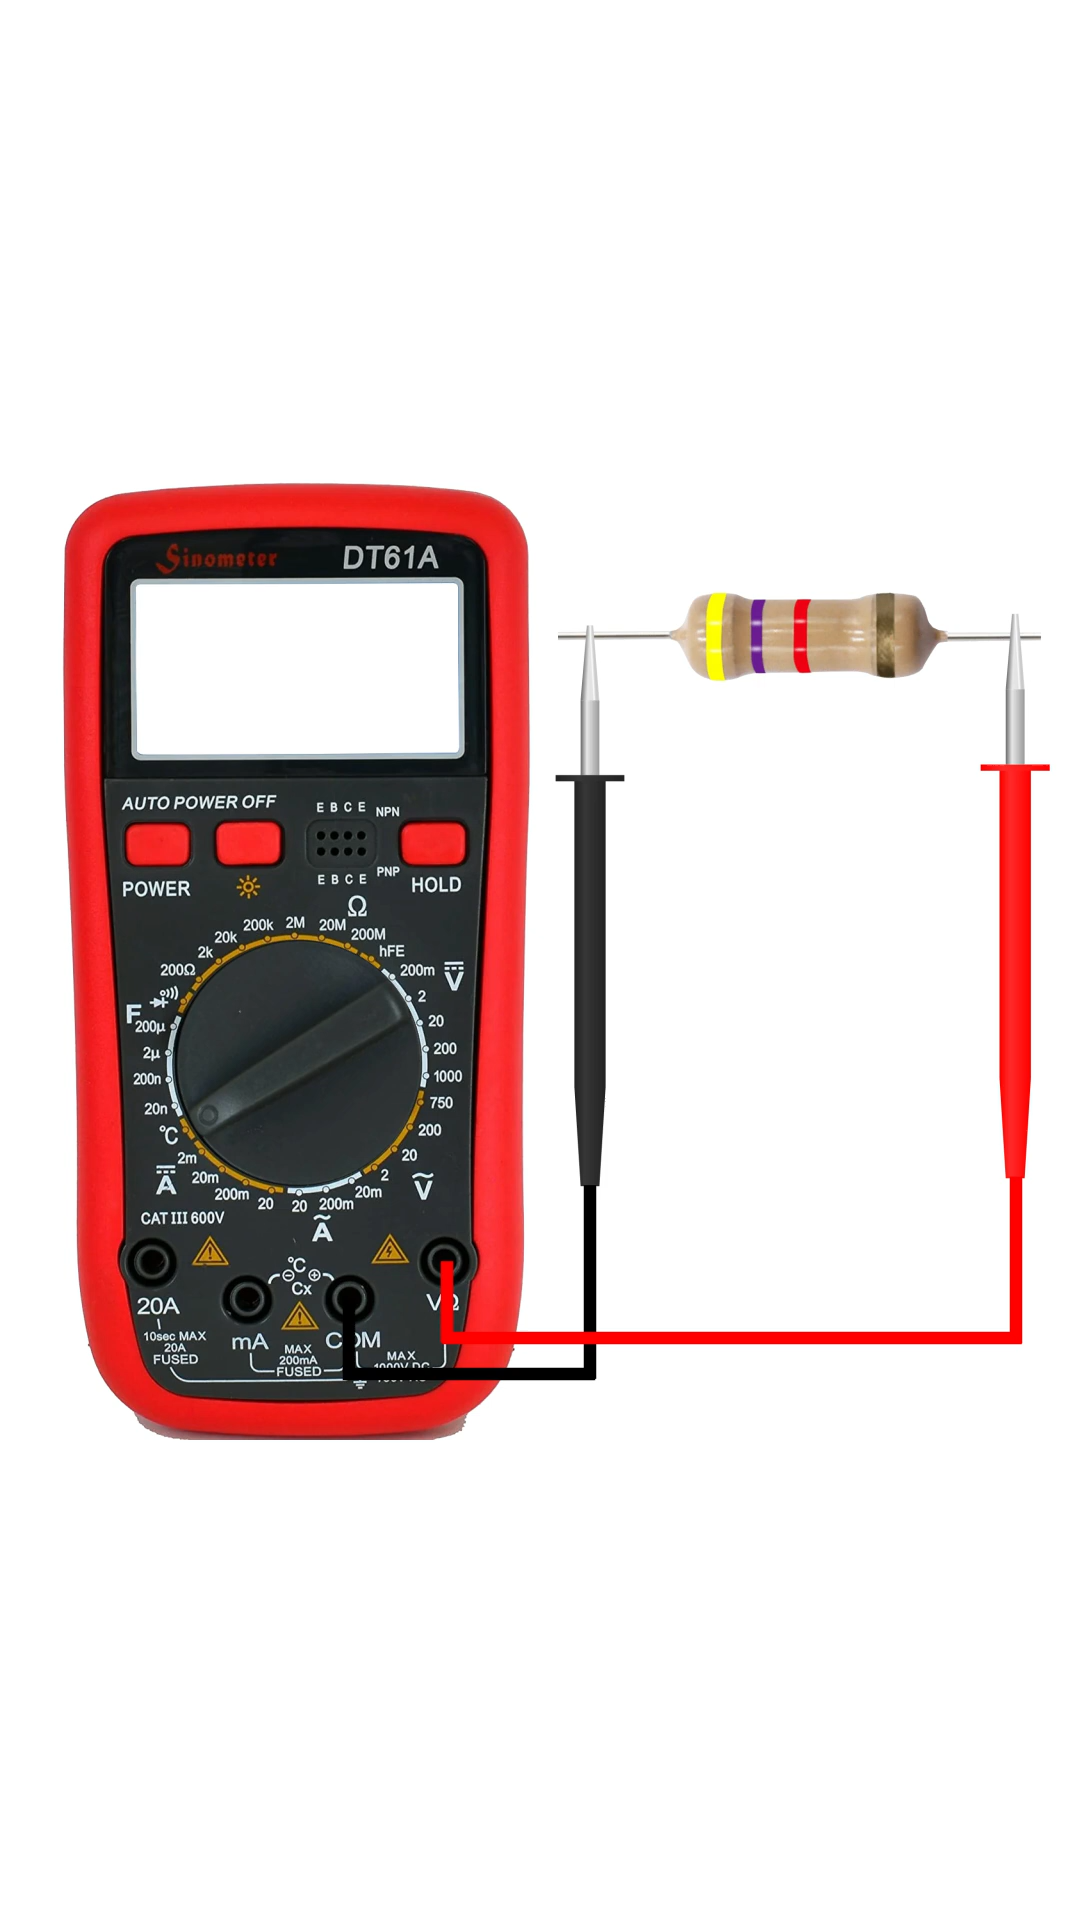 Sinometer DT61A
AUTO POWER OFF
E B C E NPN
POWER
E B C E PNP
HOLD
Ω
200Ω 2k 20k 200k 2M 20M 200M
hFE
V
200m
2
20
200
1000
750
200
20
2
V
F
200µ
2µ
200n
20n
°C
2m
20m
200m
20
A
20m
200m
20
A
CAT III 600V
20A
10sec MAX
20A
FUSED
°C
Cx
mA
MAX
200mA
FUSED
COM
VΩ
MAX
1000V DC